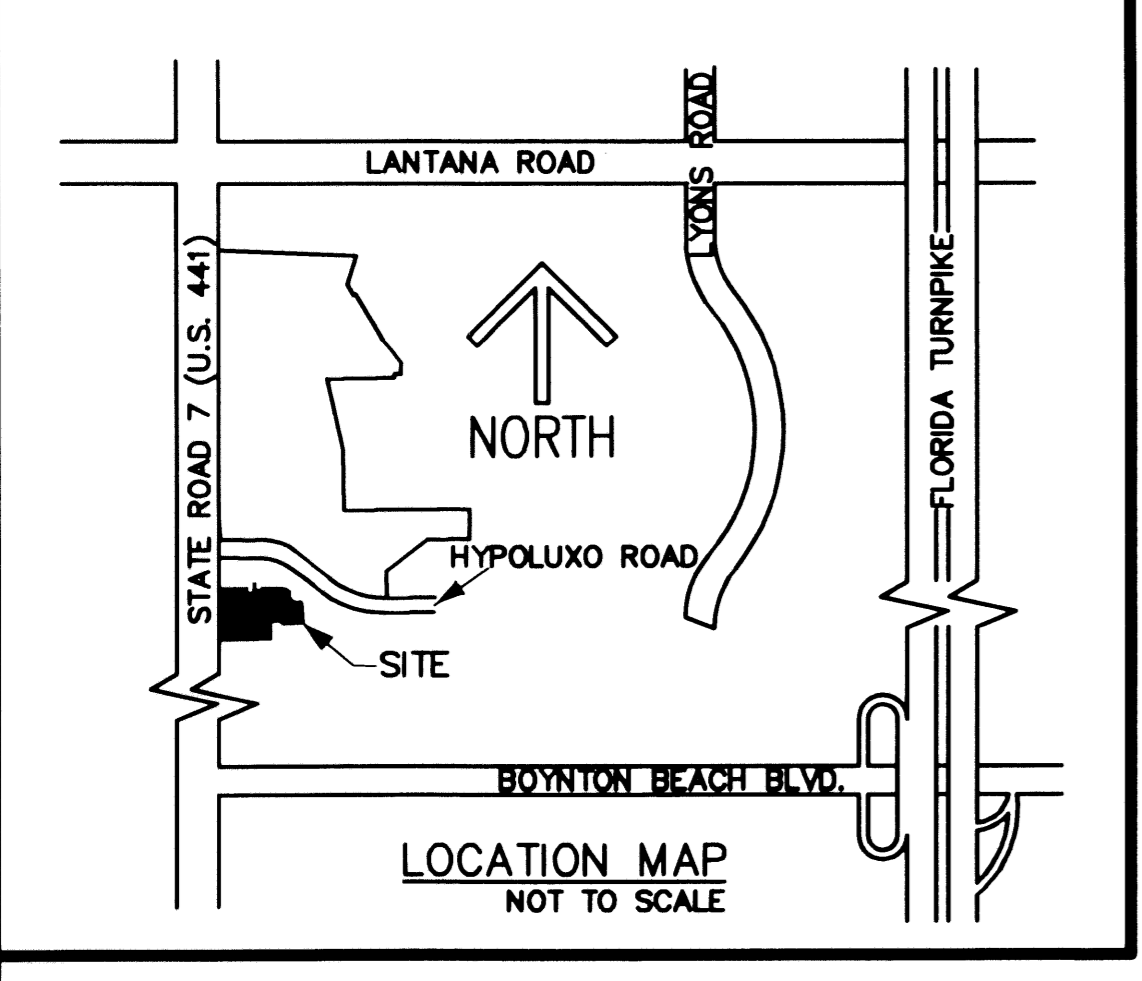 LYONS ROAD
LANTANA ROAD
STATE ROAD 7 (U.S. 441)
FLORIDA TURNPIKE
NORTH
HYPOLUXO ROAD
SITE
BOYNTON BEACH BLVD.
LOCATION MAP
NOT TO SCALE